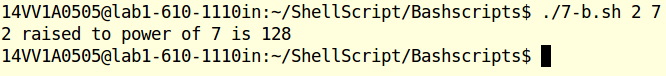 14VV1A0505@lab1-610-1110in:~/ShellScript/Bashscripts$ ./7-b.sh 2 7
2 raised to power of 7 is 128
14VV1A0505@lab1-610-1110in:~/ShellScript/Bashscripts$